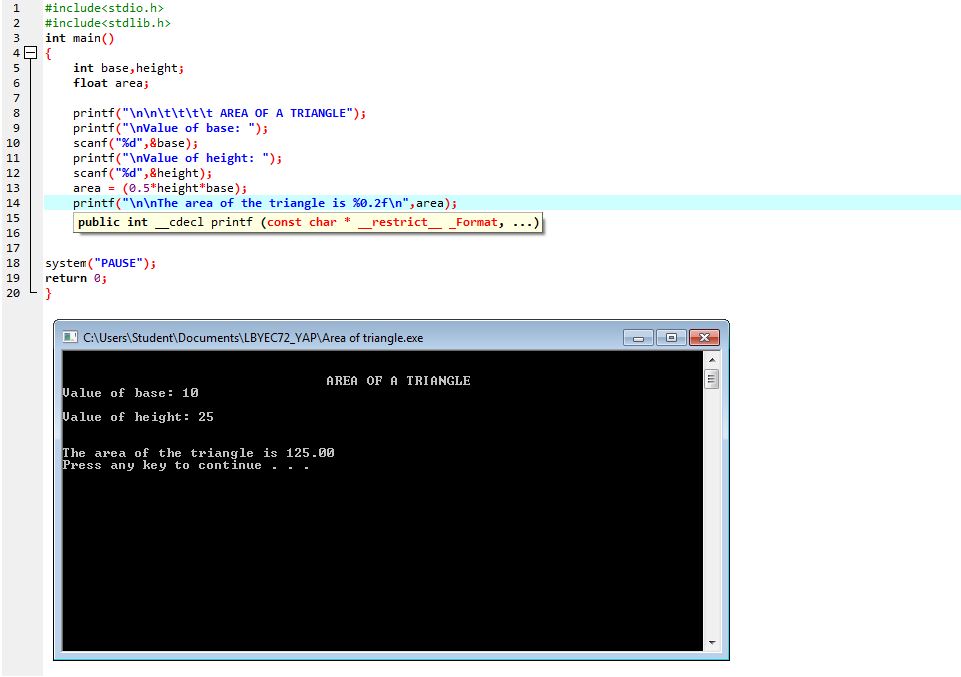 1 #include<stdio.h>
2 #include<stdlib.h>
3 int main()
4 {
5 int base,height;
6 float area;
7
8 printf("\n\n\t\t\t\t AREA OF A TRIANGLE");
9 printf("\nValue of base: ");
10 scanf("%d",&base);
11 printf("\nValue of height: ");
12 scanf("%d",&height);
13 area = (0.5*height*base);
14 printf("\n\nThe area of the triangle is %0.2f\n",area);
15 public int __cdecl printf (const char * __restrict__ _Format, ...)
16
17
18 system("PAUSE");
19 return 0;
20 }
C:\Users\Student\Documents\LBYEC72_YAP\Area of triangle.exe
AREA OF A TRIANGLE
Value of base: 10
Value of height: 25
The area of the triangle is 125.00
Press any key to continue . . .